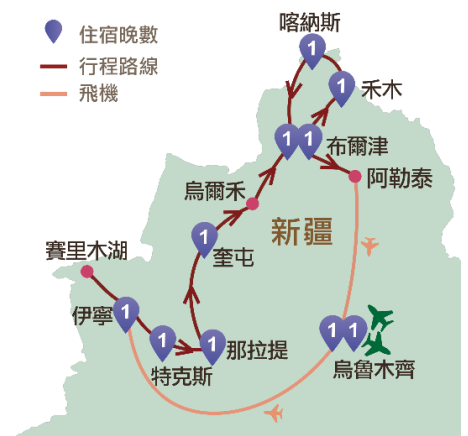 住宿晚數
行程路線
飛機
喀納斯
1
禾木
1
1
1
布爾津
阿勒泰
烏爾禾
新疆
1
奎屯
賽里木湖
伊寧
1
1
特克斯
1
那拉提
1
1
烏魯木齊